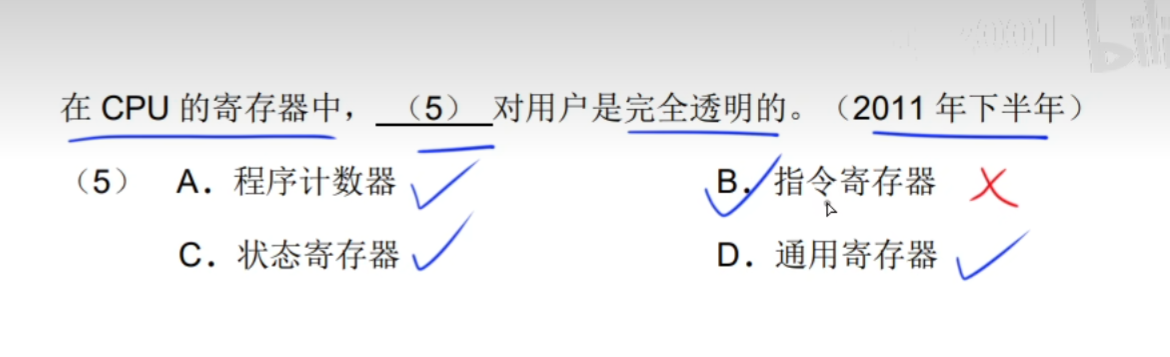 在 CPU 的寄存器中，（5）对用户是完全透明的。（2011 年下半年）
（5） A．程序计数器 B．指令寄存器
C．状态寄存器 D．通用寄存器